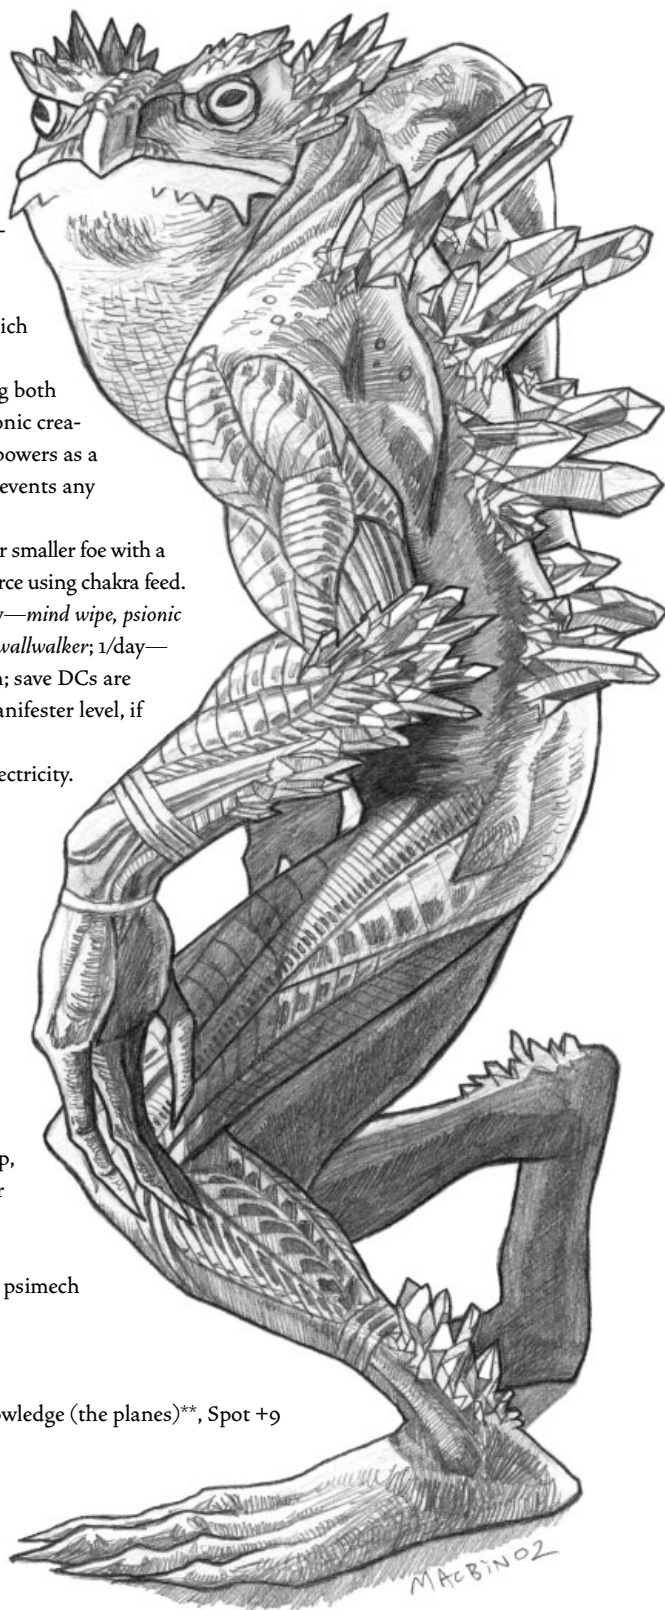 -
ich
g both
onic crea-
powers as a
events any
r smaller foe with a
rce using chakra feed.
y—mind wipe, psionic
wallwalker; 1/day—
n; save DCs are
anifester level, if
ectricity.
p,
r
psimech
owledge (the planes)**, Spot +9
MACBIN02